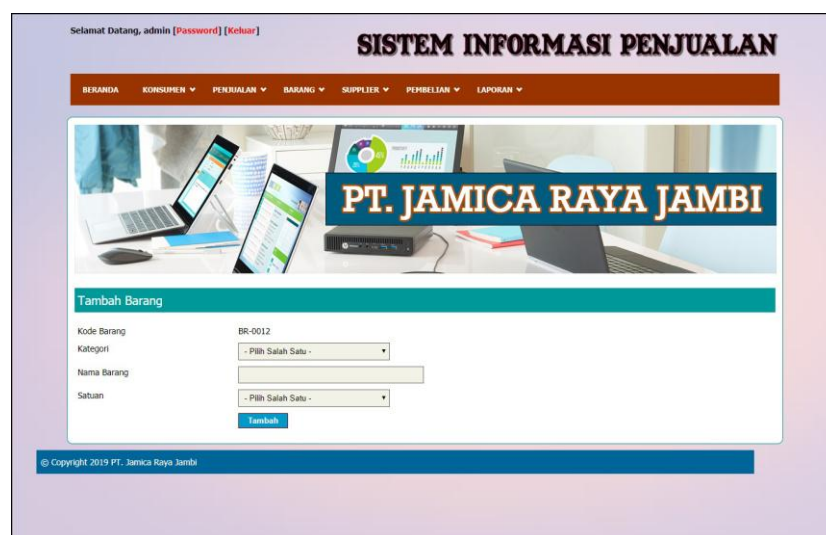 Selamat Datang, admin [Password] [Keluar]
SISTEM INFORMASI PENJUALAN
BERANDA KONSUMEN PENJUALAN BARANG SUPPLIER PEMBELIAN LAPORAN
PT. JAMICA RAYA JAMBI
Tambah Barang
Kode Barang BR-0012
Kategori - Pilih Salah Satu -
Nama Barang
Satuan - Pilih Salah Satu -
Tambah
© Copyright 2019 PT. Jamica Raya Jambi